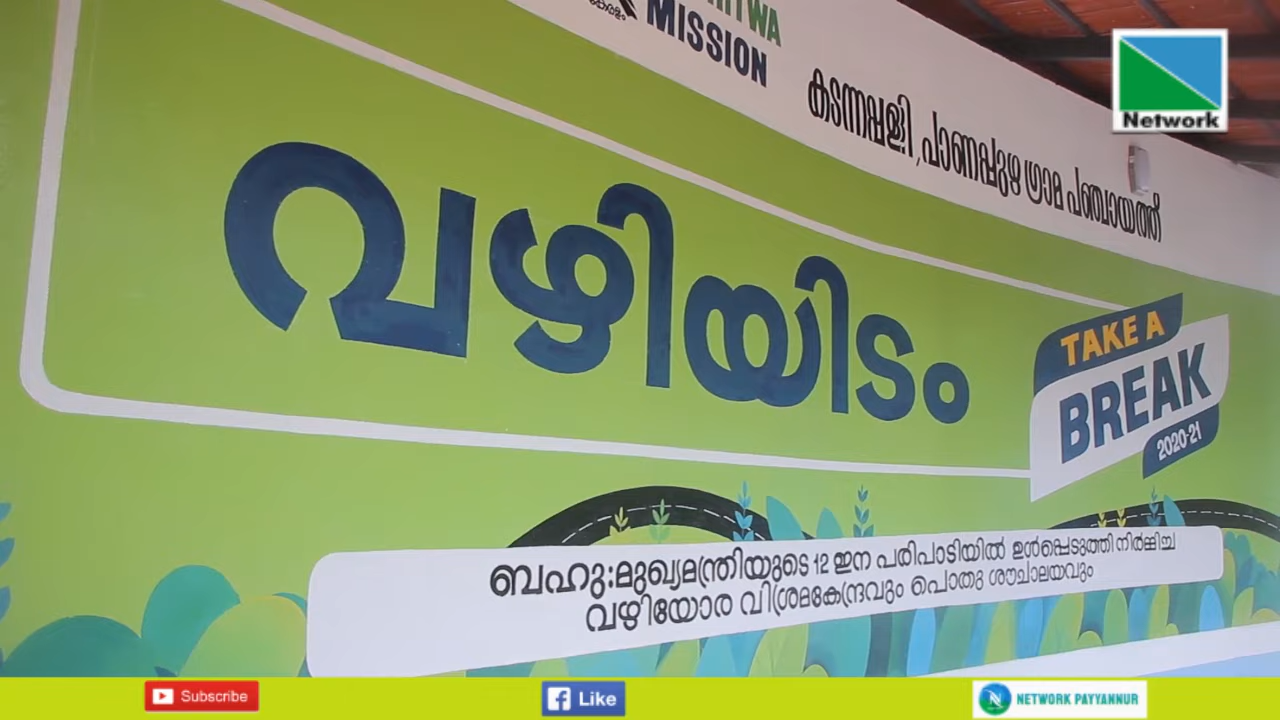 കേരളം
MISSION
കടന്നപ്പള്ളി, പാണപ്പുഴ ഗ്രാമ പഞ്ചായത്ത്
Network
വഴിയിടം
TAKE A
BREAK
2020-21
ബഹു:മുഖ്യമന്ത്രിയുടെ 12 ഇന പരിപാടിയിൽ ഉൾപ്പെടുത്തി നിർമ്മിച്ച
വഴിയോര വിശ്രമകേന്ദ്രവും പൊതു ശൗചാലയവും
Subscribe
Like
NETWORK PAYYANNUR